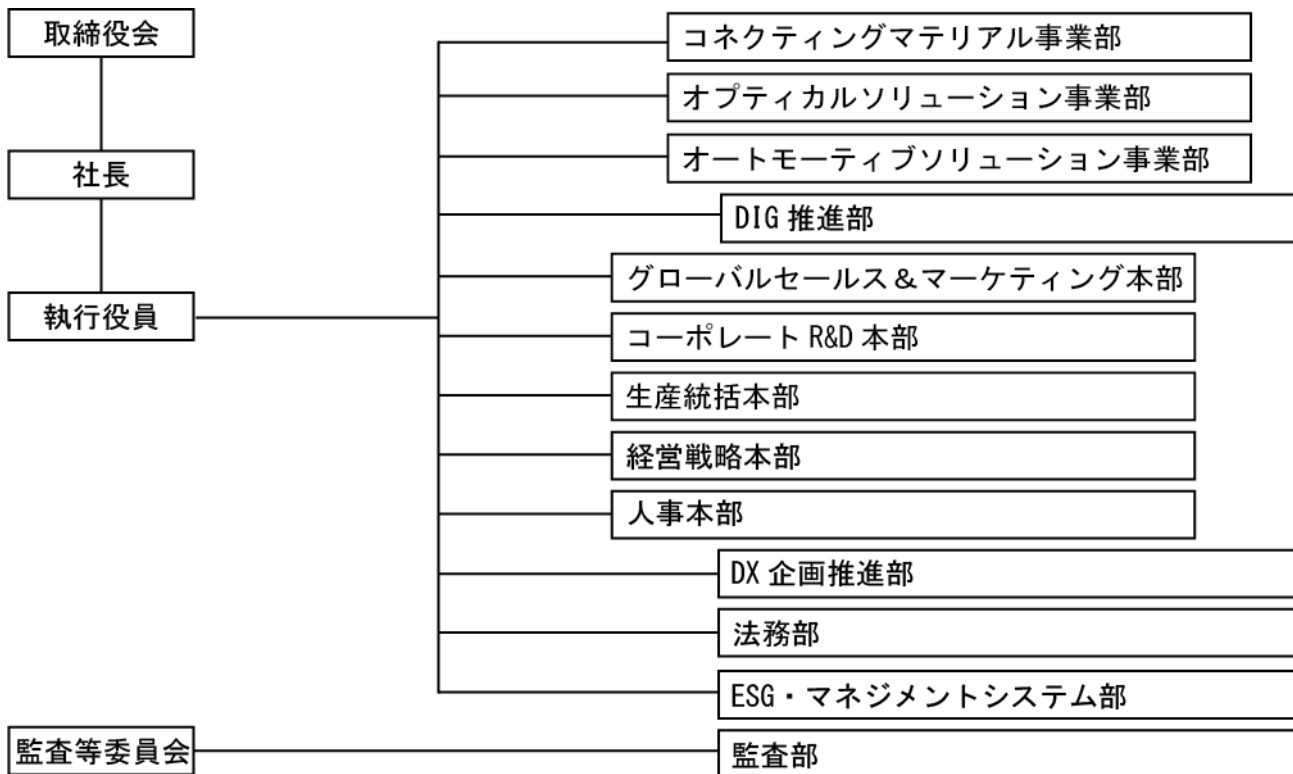 取締役会
社長
執行役員
コネクティングマテリアル事業部
オプティカルソリューション事業部
オートモーティブソリューション事業部
DIG 推進部
グローバルセールス＆マーケティング本部
コーポレート R&D 本部
生産統括本部
経営戦略本部
人事本部
DX 企画推進部
法務部
ESG・マネジメントシステム部
監査等委員会
監査部